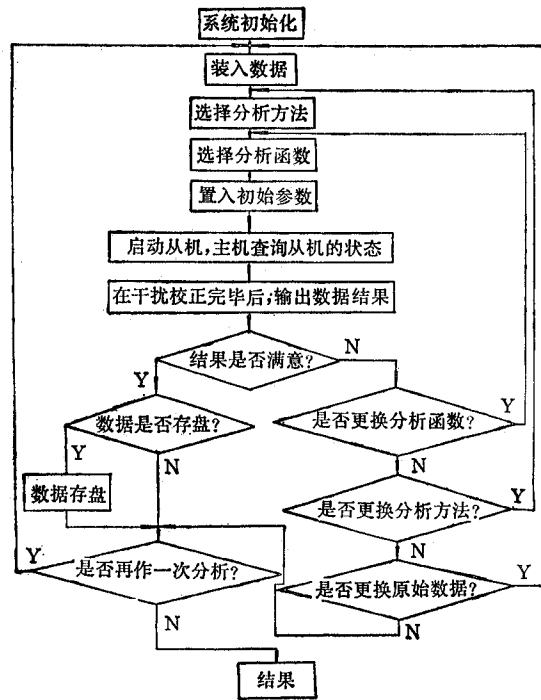 系统初始化
装入数据
选择分析方法
选择分析函数
置入初始参数
启动从机,主机查询从机的状态
在干扰校正完毕后,输出数据结果
结果是否满意?
N
Y
数据是否存盘?
是否更换分析函数?
Y
Y
N
N
数据存盘
是否更换分析方法?
Y
N
Y
是否再作一次分析?
是否更换原始数据?
Y
N
N
结果